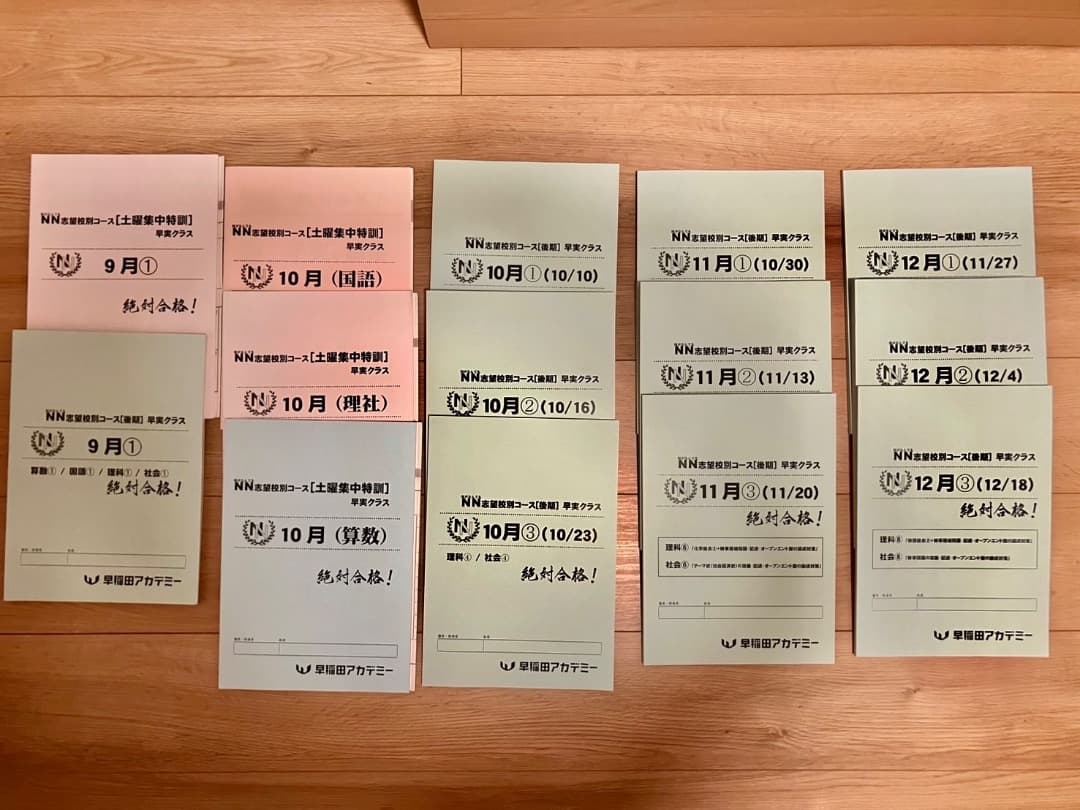 NN志望校別コース[土曜集中特訓]
早実クラス
9月①
絶対合格!
NN志望校別コース[後期] 早実クラス
9月①
算数① / 国語① / 理科① / 社会①
絶対合格!
早稲田アカデミー
NN志望校別コース[土曜集中特訓]
早実クラス
10月(国語)
NN志望校別コース[土曜集中特訓]
早実クラス
10月(理社)
NN志望校別コース[土曜集中特訓]
早実クラス
10月(算数)
絶対合格!
早稲田アカデミー
NN志望校別コース[後期] 早実クラス
10月①(10/10)
NN志望校別コース[後期] 早実クラス
10月②(10/16)
NN志望校別コース[後期] 早実クラス
10月③(10/23)
理科④ / 社会④
絶対合格!
早稲田アカデミー
NN志望校別コース[後期] 早実クラス
11月①(10/30)
NN志望校別コース[後期] 早実クラス
11月②(11/13)
NN志望校別コース[後期] 早実クラス
11月③(11/20)
絶対合格!
理科⑧
社会⑧
早稲田アカデミー
NN志望校別コース[後期] 早実クラス
12月①(11/27)
NN志望校別コース[後期] 早実クラス
12月②(12/4)
NN志望校別コース[後期] 早実クラス
12月③(12/18)
絶対合格!
理科⑧
社会⑧
早稲田アカデミー